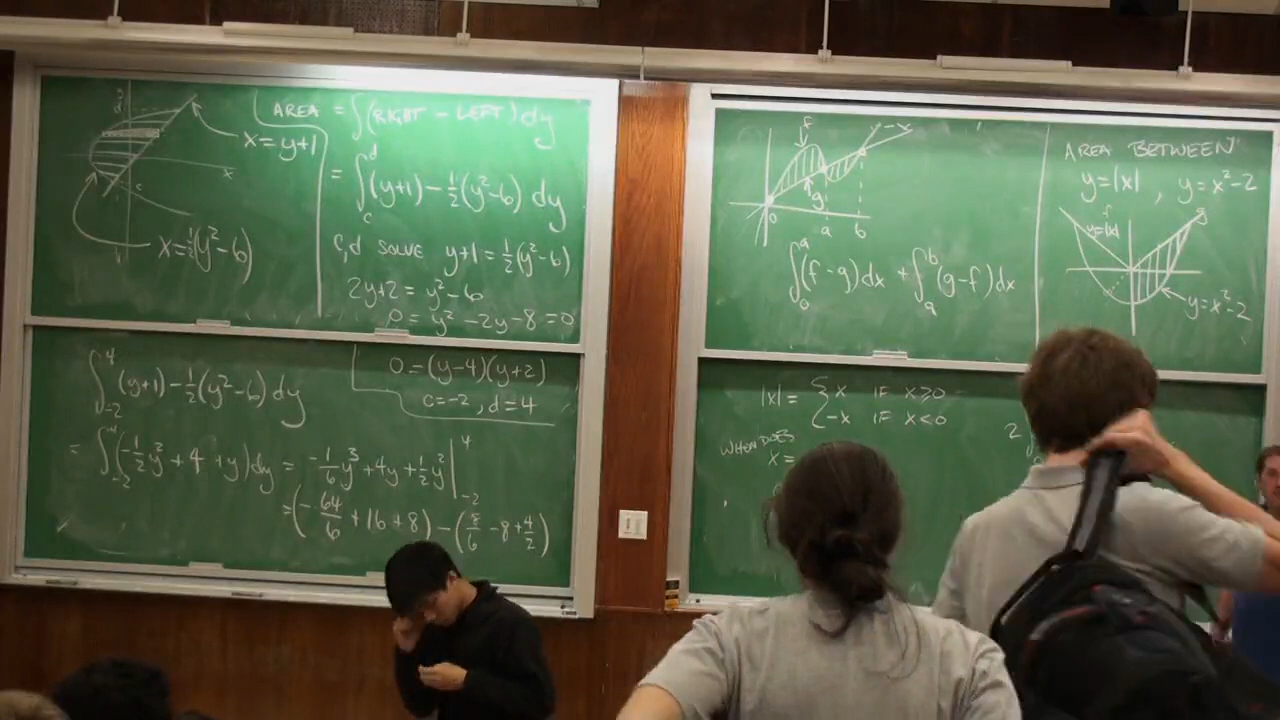 x = y+1
x
c
x = ½(y²-6)
AREA = ∫(RIGHT - LEFT) dy
= ∫_c^d (y+1) - ½(y²-6) dy
c,d SOLVE y+1 = ½(y²-6)
2y+2 = y²-6
0 = y²-2y-8 = 0
∫_{-2}^4 (y+1) - ½(y²-6) dy
0 = (y-4)(y+2)
c=-2, d=4
= ∫_{-2}^4 (-½y² + 4 + y) dy = -1/6 y³ + 4y + ½y² |_{-2}^4
= (-64/6 + 16 + 8) - (8/6 - 8 + 4/2)
f
g
0 a b
∫_0^a (f-g) dx + ∫_a^b (g-f) dx
AREA BETWEEN
y=|x| , y = x²-2
y=|x|
y=x²-2
|x| = { x IF x≥0
-x IF x<0
WHEN DOES
x =
2